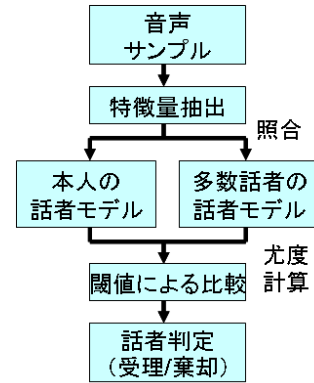 音声
サンプル
特徴量抽出
照合
本人の
話者モデル
多数話者の
話者モデル
尤度
計算
閾値による比較
話者判定
（受理/棄却）